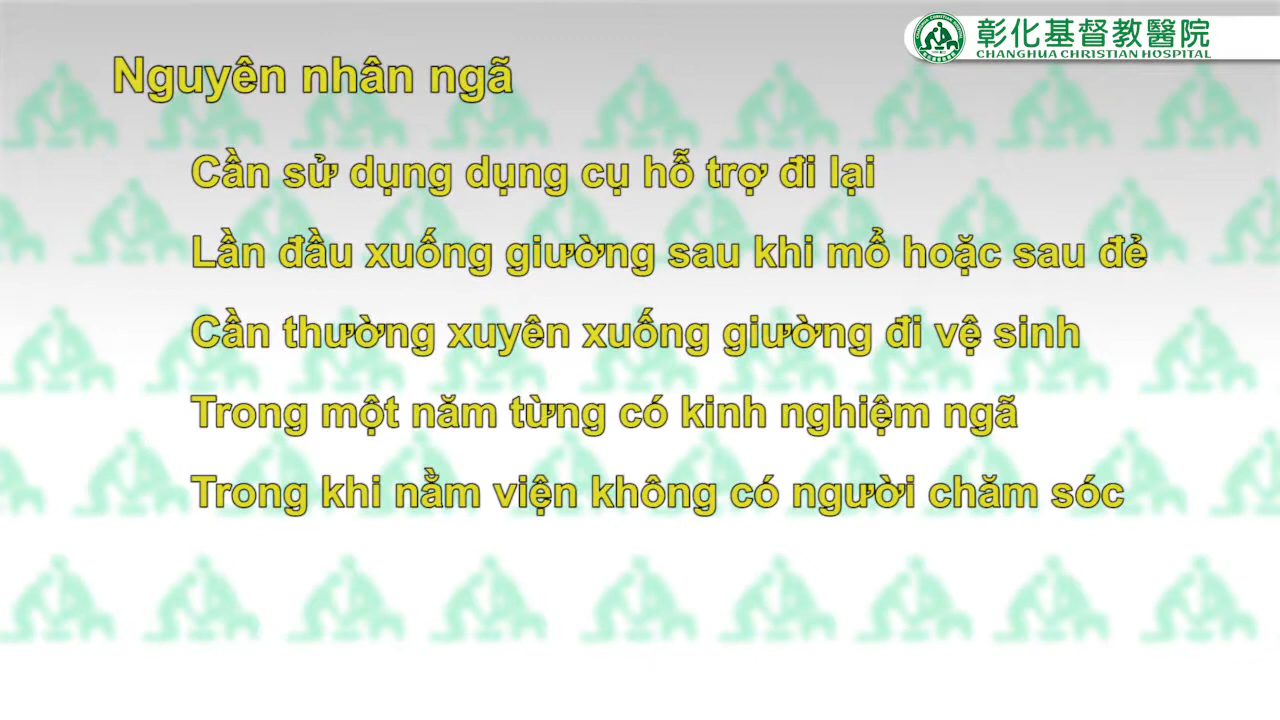 彰化基督教醫院
CHANGHUA CHRISTIAN HOSPITAL
Nguyên nhân ngã
Cần sử dụng dụng cụ hỗ trợ đi lại
Lần đầu xuống giường sau khi mổ hoặc sau đẻ
Cần thường xuyên xuống giường đi vệ sinh
Trong một năm từng có kinh nghiệm ngã
Trong khi nằm viện không có người chăm sóc